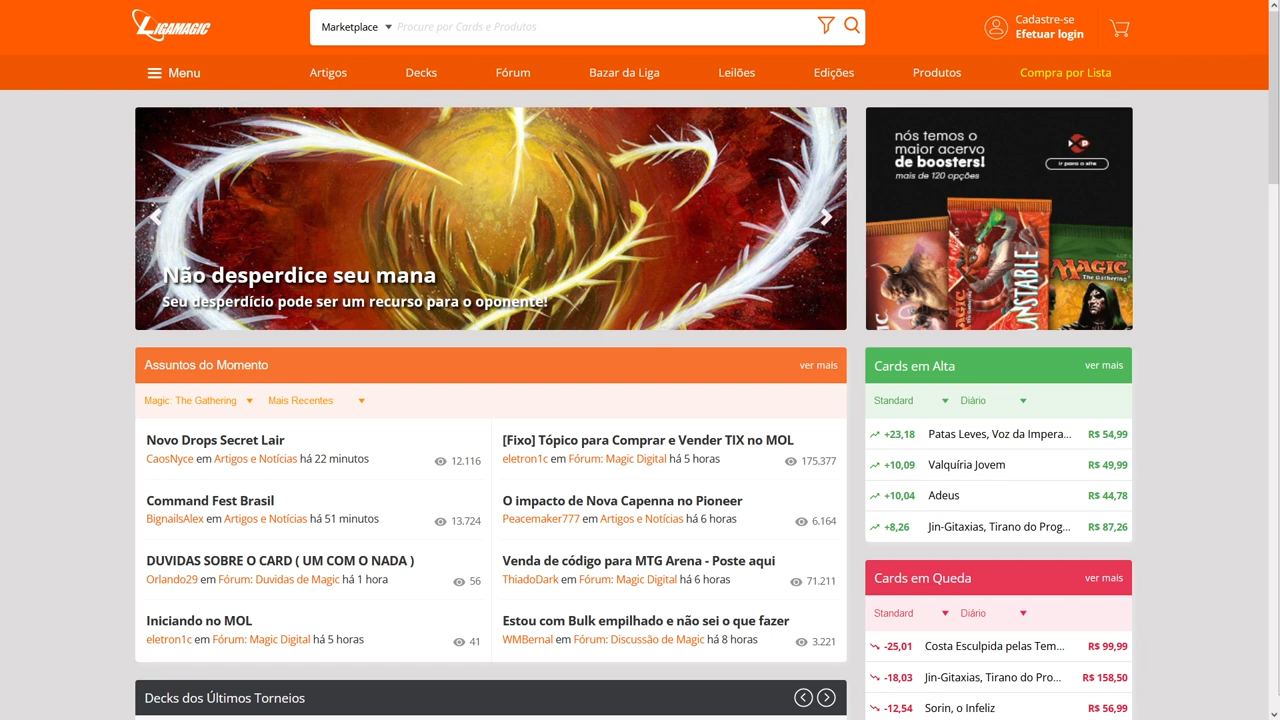 LIGAMAGIC
Marketplace
Procure por Cards e Produtos
Cadastre-se
Efetuar login
Menu
Artigos
Decks
Fórum
Bazar da Liga
Leilões
Edições
Produtos
Compra por Lista
Não desperdice seu mana
Seu desperdício pode ser um recurso para o oponente!
nós temos o
maior acervo
de boosters!
mais de 120 opções
XP
ir para o site
MAGIC
UNSTABLE
MAGIC
The Gathering
Assuntos do Momento
ver mais
Magic: The Gathering
Mais Recentes
Novo Drops Secret Lair
CaosNyce em Artigos e Notícias há 22 minutos
12.116
[Fixo] Tópico para Comprar e Vender TIX no MOL
eletron1c em Fórum: Magic Digital há 5 horas
175.377
Command Fest Brasil
BignailsAlex em Artigos e Notícias há 51 minutos
13.724
O impacto de Nova Capenna no Pioneer
Peacemaker777 em Artigos e Notícias há 6 horas
6.164
DUVIDAS SOBRE O CARD ( UM COM O NADA )
Orlando29 em Fórum: Duvidas de Magic há 1 hora
56
Venda de código para MTG Arena - Poste aqui
ThiadoDark em Fórum: Magic Digital há 6 horas
71.211
Iniciando no MOL
eletron1c em Fórum: Magic Digital há 5 horas
41
Estou com Bulk empilhado e não sei o que fazer
WMBernal em Fórum: Discussão de Magic há 8 horas
3.221
Decks dos Últimos Torneios
Cards em Alta
ver mais
Standard
Diário
+23,18 Patas Leves, Voz da Impera... R$ 54,99
+10,09 Valquíria Jovem R$ 49,99
+10,04 Adeus R$ 44,78
+8,26 Jin-Gitaxias, Tirano do Prog... R$ 87,26
Cards em Queda
ver mais
Standard
Diário
-25,01 Costa Esculpida pelas Tem... R$ 99,99
-18,03 Jin-Gitaxias, Tirano do Pro... R$ 158,50
-12,54 Sorin, o Infeliz R$ 56,99